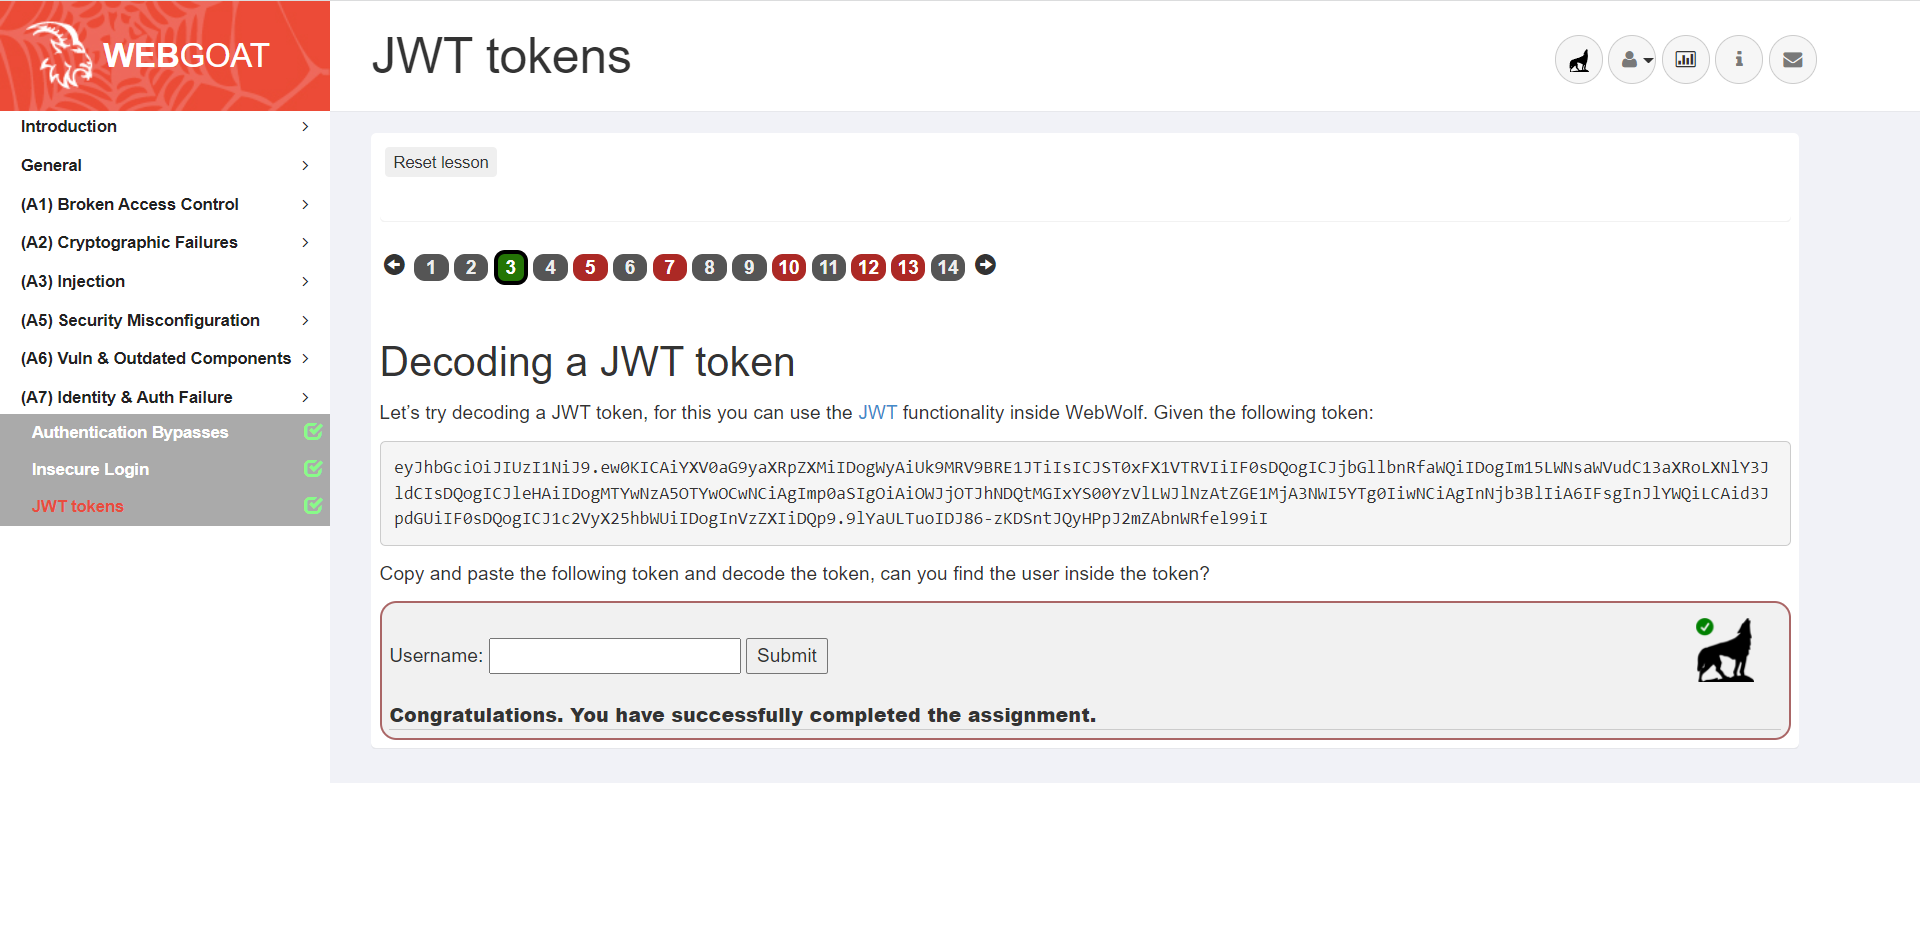 WEBGOAT
JWT tokens
Introduction
General
(A1) Broken Access Control
(A2) Cryptographic Failures
(A3) Injection
(A5) Security Misconfiguration
(A6) Vuln & Outdated Components
(A7) Identity & Auth Failure
Authentication Bypasses
Insecure Login
JWT tokens
Reset lesson
1 2 3 4 5 6 7 8 9 10 11 12 13 14
Decoding a JWT token
Let’s try decoding a JWT token, for this you can use the JWT functionality inside WebWolf. Given the following token:
eyJhbGciOiJIUzI1NiJ9.ew0KICAiYXV0aG9yaXRpZXMiIDogWyAiUk9MRV9BRE1JTiIsICJST0xFX1VTRVIiIF0sDQogICJjbGllbnRfaWQiIDogIm15LWNsaWVudC13aXRoLXNlY3J
ldCIsDQogICJleHAiIDogMTYwNzA5OTYwOCwNCiAgImp0aSIgOiAiOWJjOTJhNDQtMGIxYS00YzVlLWJlNzAtZGE1MjA3NWI5YTg0IiwNCiAgInNjb3BlIiA6IFsgInJlYWQiLCAid3J
pdGUiIF0sDQogICJ1c2VyX25hbWUiIDogInVzZXIiDQp9.9lYaULTuoIDJ86-zKDSntJQyHPpJ2mZAbnWRfel99iI
Copy and paste the following token and decode the token, can you find the user inside the token?
Username:
Submit
Congratulations. You have successfully completed the assignment.